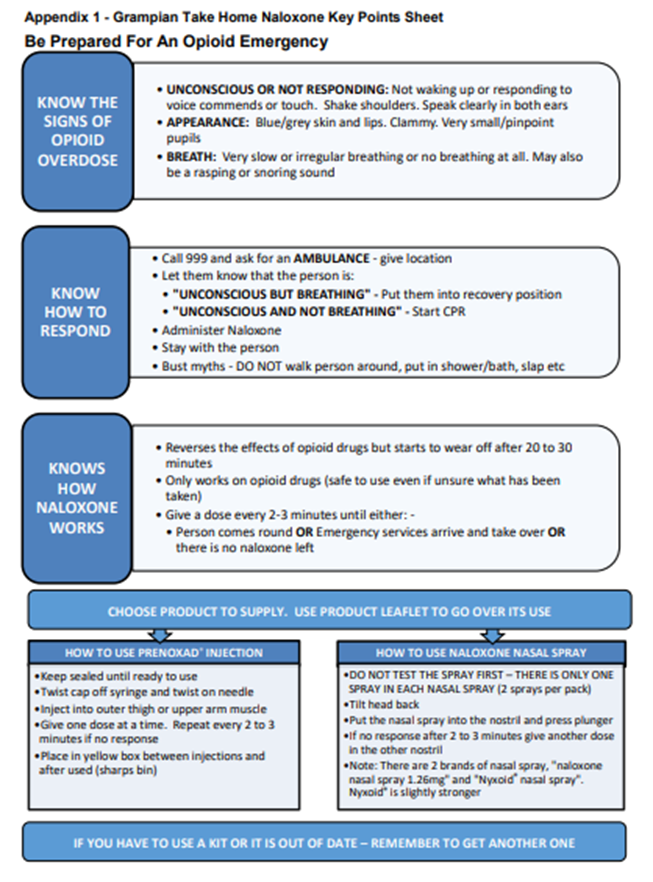 Appendix 1 - Grampian Take Home Naloxone Key Points Sheet
Be Prepared For An Opioid Emergency
KNOW THE
SIGNS OF
OPIOID
OVERDOSE
• UNCONSCIOUS OR NOT RESPONDING: Not waking up or responding to
voice commends or touch. Shake shoulders. Speak clearly in both ears
• APPEARANCE: Blue/grey skin and lips. Clammy. Very small/pinpoint
pupils
• BREATH: Very slow or irregular breathing or no breathing at all. May also
be a rasping or snoring sound
KNOW
HOW TO
RESPOND
• Call 999 and ask for an AMBULANCE - give location
• Let them know that the person is:
• "UNCONSCIOUS BUT BREATHING" - Put them into recovery position
• "UNCONSCIOUS AND NOT BREATHING" - Start CPR
• Administer Naloxone
• Stay with the person
• Bust myths - DO NOT walk person around, put in shower/bath, slap etc
KNOWS
HOW
NALOXONE
WORKS
• Reverses the effects of opioid drugs but starts to wear off after 20 to 30
minutes
• Only works on opioid drugs (safe to use even if unsure what has been
taken)
• Give a dose every 2-3 minutes until either: -
• Person comes round OR Emergency services arrive and take over OR
there is no naloxone left
CHOOSE PRODUCT TO SUPPLY. USE PRODUCT LEAFLET TO GO OVER ITS USE
HOW TO USE PRENOXAD® INJECTION
•Keep sealed until ready to use
•Twist cap off syringe and twist on needle
•Inject into outer thigh or upper arm muscle
•Give one dose at a time. Repeat every 2 to 3
minutes if no response
•Place in yellow box between injections and
after used (sharps bin)
HOW TO USE NALOXONE NASAL SPRAY
•DO NOT TEST THE SPRAY FIRST – THERE IS ONLY ONE
SPRAY IN EACH NASAL SPRAY (2 sprays per pack)
•Tilt head back
•Put the nasal spray into the nostril and press plunger
•If no response after 2 to 3 minutes give another dose
in the other nostril
•Note: There are 2 brands of nasal spray, "naloxone
nasal spray 1.26mg" and "Nyxoid® nasal spray".
Nyxoid® is slightly stronger
IF YOU HAVE TO USE A KIT OR IT IS OUT OF DATE – REMEMBER TO GET ANOTHER ONE